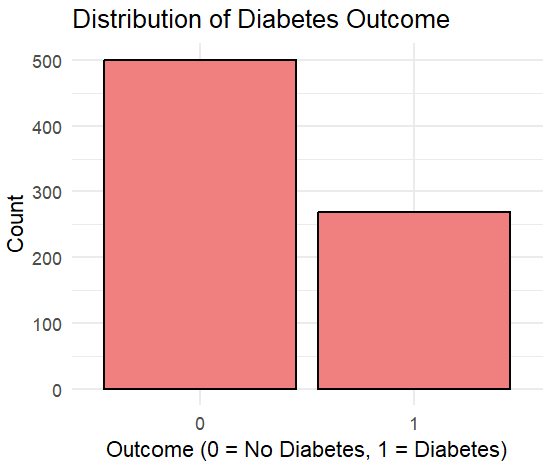 Distribution of Diabetes Outcome
500
400
300
200
100
0
Count
0 1
Outcome (0 = No Diabetes, 1 = Diabetes)